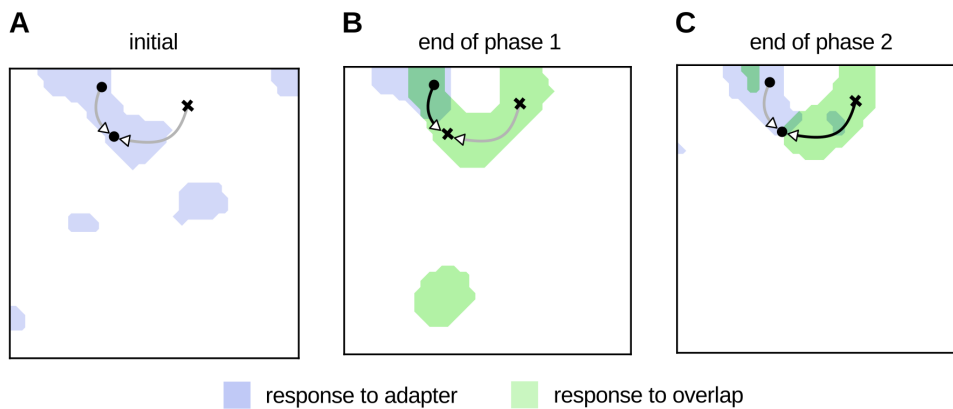 A
initial
B
end of phase 1
C
end of phase 2
response to adapter
response to overlap